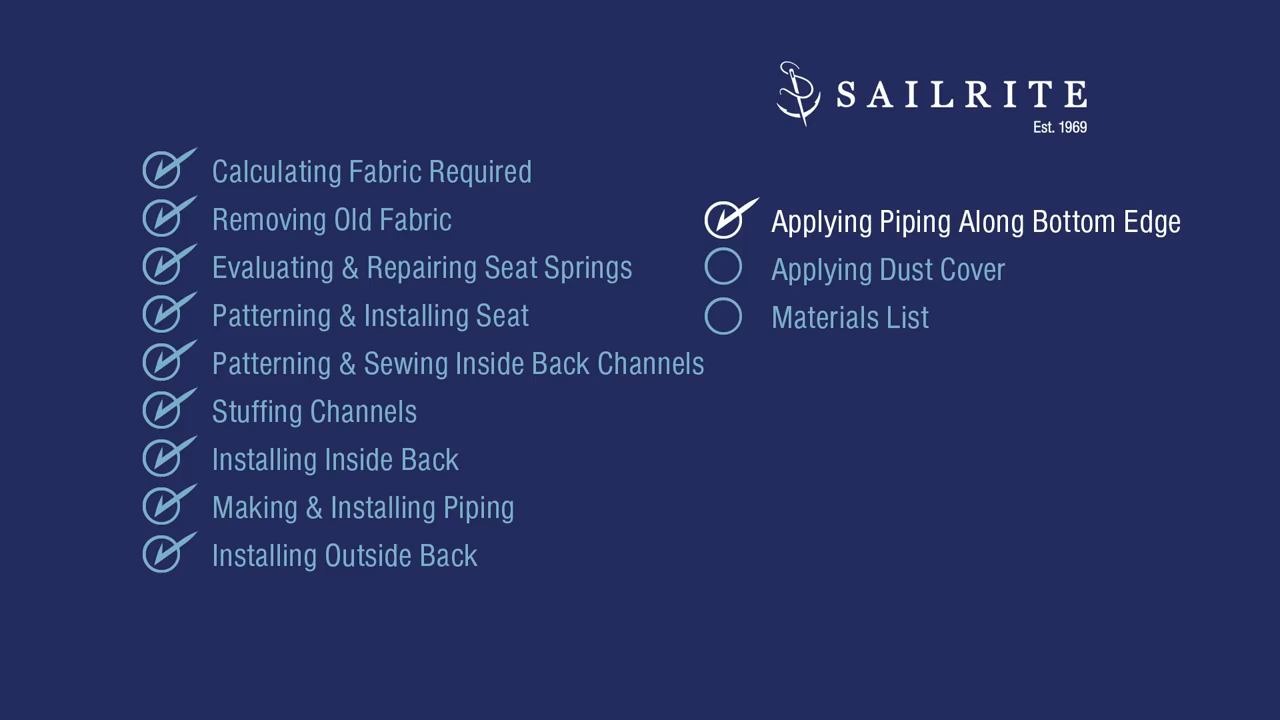 SAILRITE
Est. 1969
Calculating Fabric Required
Removing Old Fabric
Evaluating & Repairing Seat Springs
Patterning & Installing Seat
Patterning & Sewing Inside Back Channels
Stuffing Channels
Installing Inside Back
Making & Installing Piping
Installing Outside Back
Applying Piping Along Bottom Edge
Applying Dust Cover
Materials List